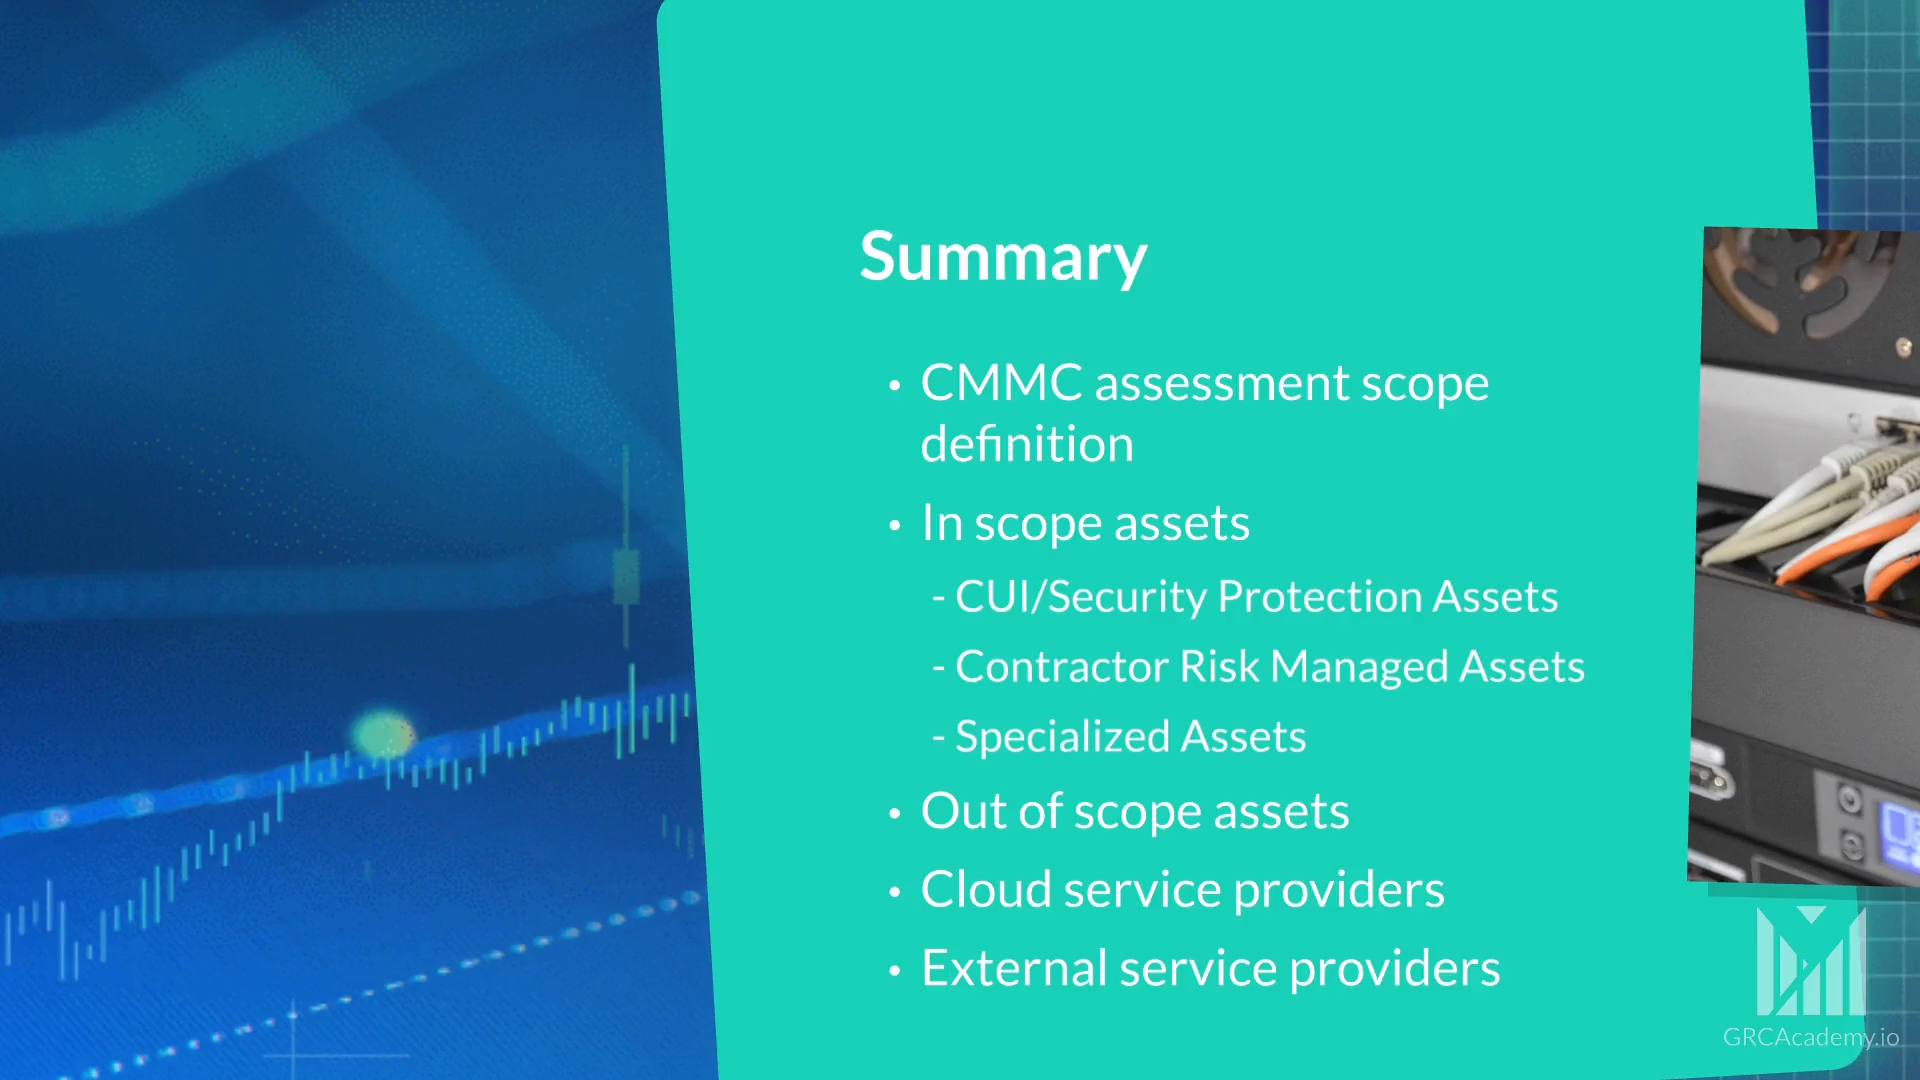 Summary
• CMMC assessment scope
definition
• In scope assets
- CUI/Security Protection Assets
- Contractor Risk Managed Assets
- Specialized Assets
• Out of scope assets
• Cloud service providers
• External service providers
GRCAcademy.io